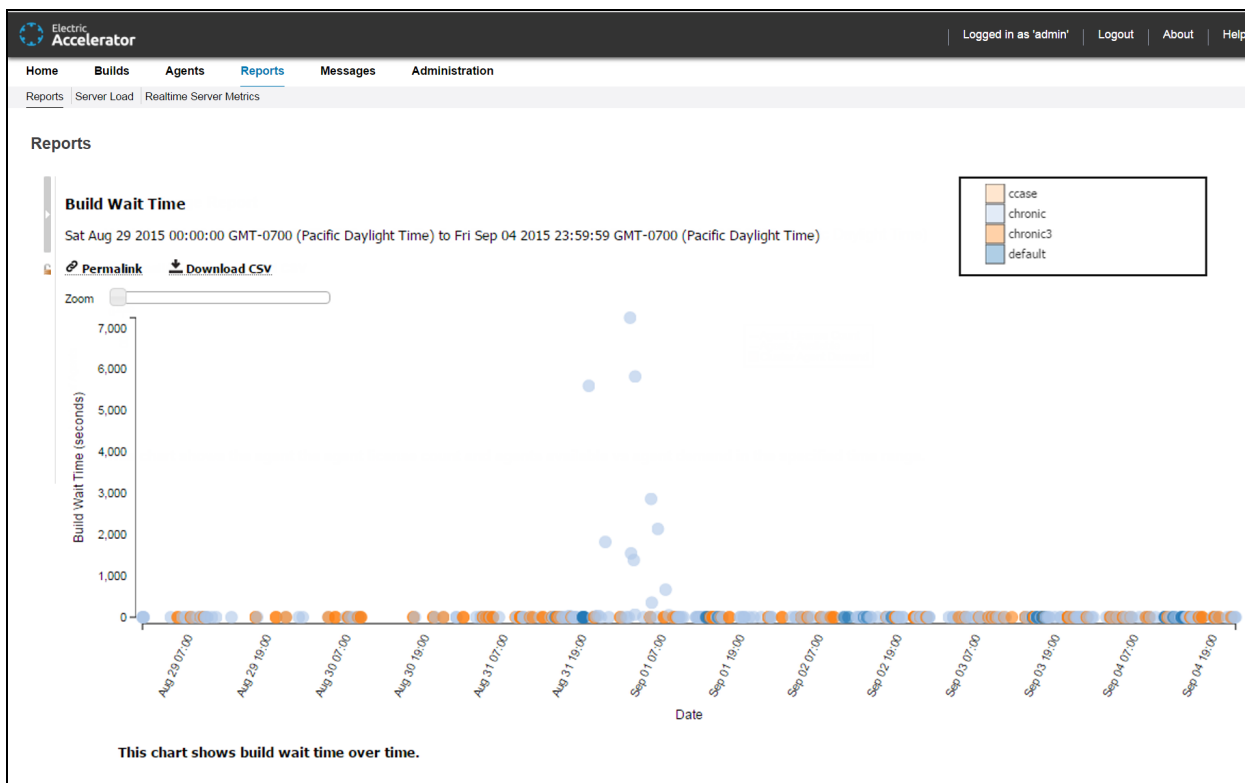 Electric
Accelerator
Logged in as 'admin' Logout About Help
Home Builds Agents Reports Messages Administration
Reports Server Load Realtime Server Metrics
Reports
Build Wait Time
Sat Aug 29 2015 00:00:00 GMT-0700 (Pacific Daylight Time) to Fri Sep 04 2015 23:59:59 GMT-0700 (Pacific Daylight Time)
Permalink Download CSV
Zoom
ccase
chronic
chronic3
default
Build Wait Time (seconds)
7,000
6,000
5,000
4,000
3,000
2,000
1,000
0
Aug 29 07:00
Aug 29 19:00
Aug 30 07:00
Aug 30 19:00
Aug 31 07:00
Aug 31 19:00
Sep 01 07:00
Sep 01 19:00
Sep 02 07:00
Sep 02 19:00
Sep 03 07:00
Sep 03 19:00
Sep 04 07:00
Sep 04 19:00
Date
This chart shows build wait time over time.